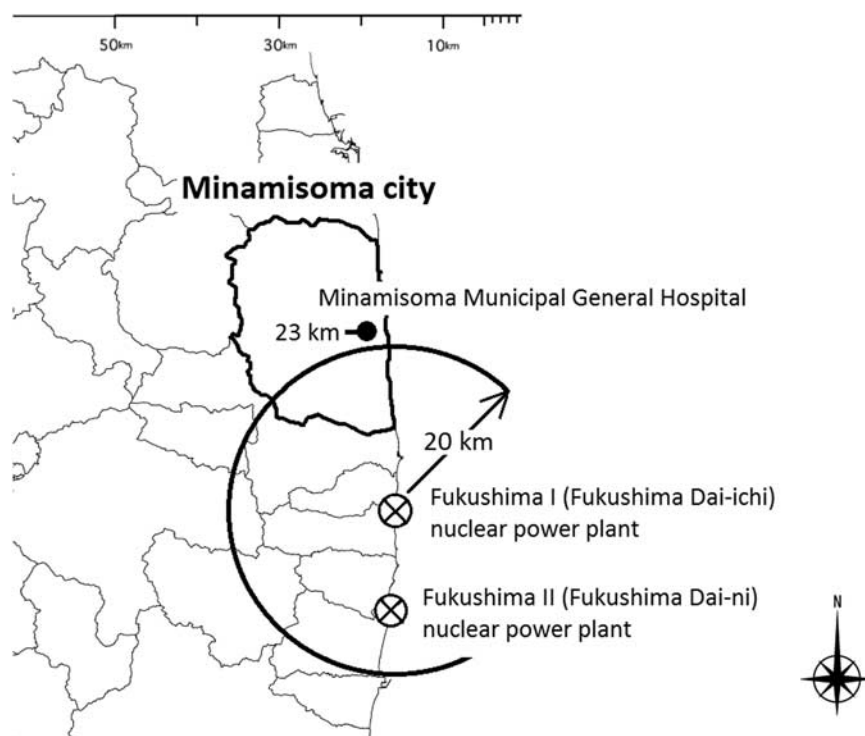 50km 30km 10km
Minamisoma city
Minamisoma Municipal General Hospital
23 km
20 km
Fukushima I (Fukushima Dai-ichi)
nuclear power plant
Fukushima II (Fukushima Dai-ni)
nuclear power plant
N